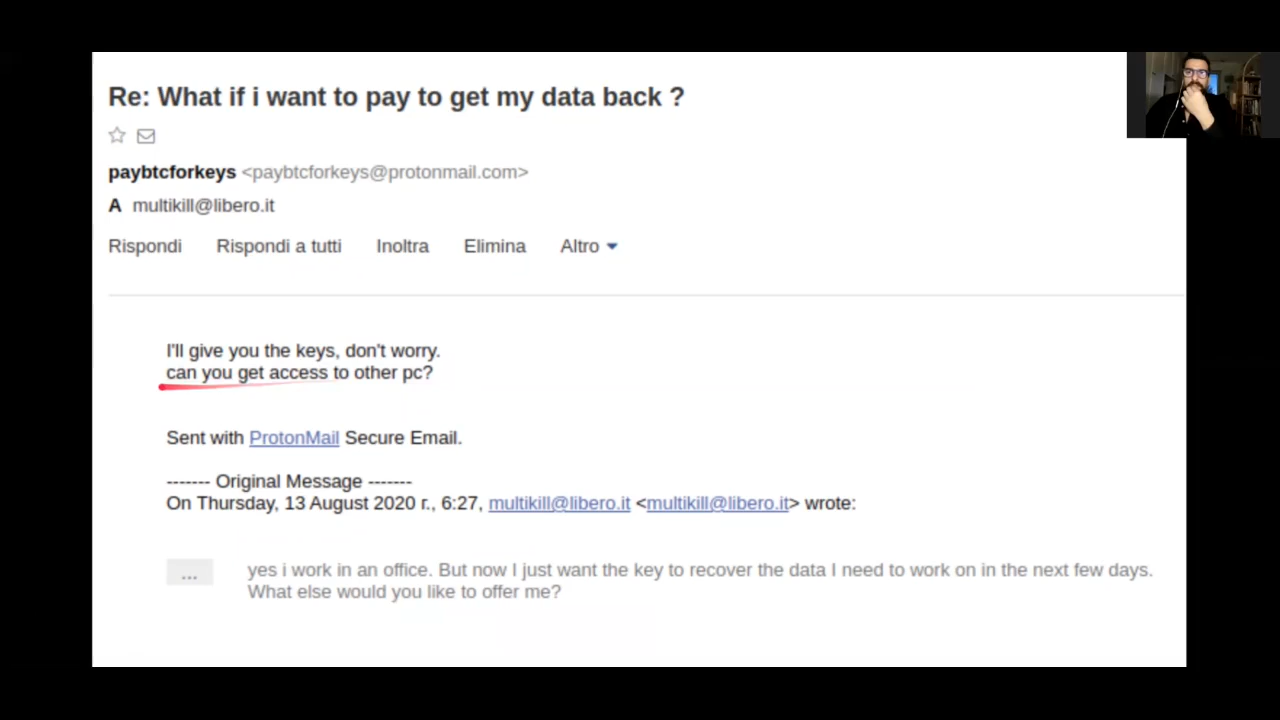 Re: What if i want to pay to get my data back ?
paybtcforkeys <paybtcforkeys@protonmail.com>
A multikill@libero.it
Rispondi Rispondi a tutti Inoltra Elimina Altro
I'll give you the keys, don't worry.
can you get access to other pc?
Sent with ProtonMail Secure Email.
------- Original Message -------
On Thursday, 13 August 2020 г., 6:27, multikill@libero.it <multikill@libero.it> wrote:
...
yes i work in an office. But now I just want the key to recover the data I need to work on in the next few days.
What else would you like to offer me?